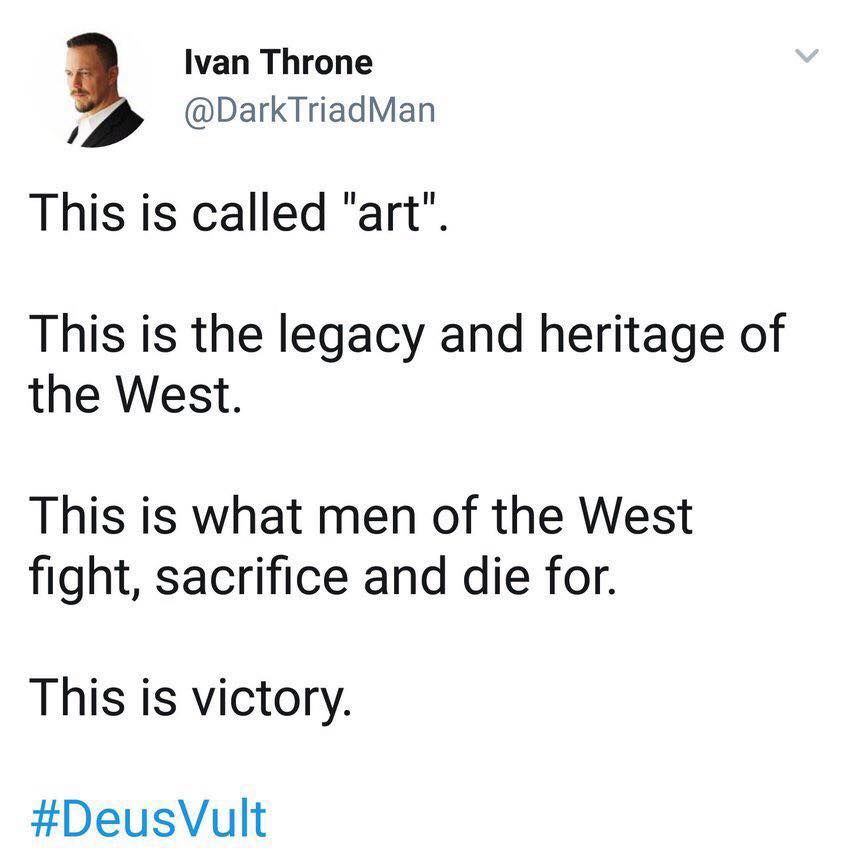 Ivan Throne
@DarkTriadMan
This is called "art".
This is the legacy and heritage of
the West.
This is what men of the West
fight, sacrifice and die for.
This is victory.
#DeusVult